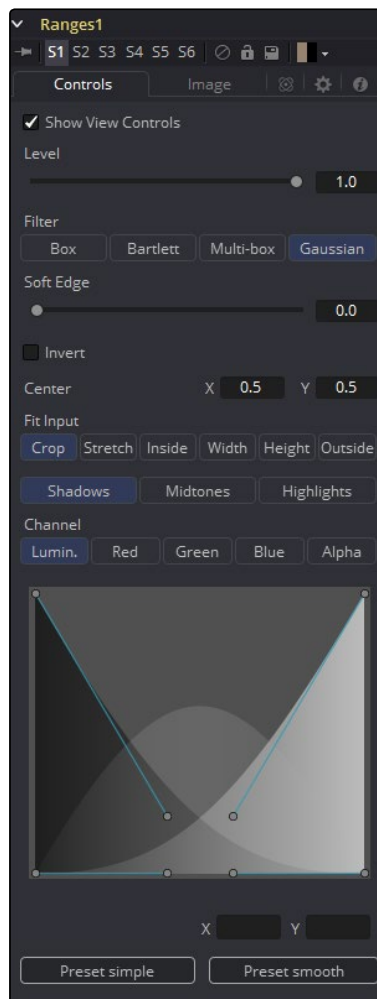 Ranges1
S1 S2 S3 S4 S5 S6
Controls Image
Show View Controls
Level
1.0
Filter
Box Bartlett Multi-box Gaussian
Soft Edge
0.0
Invert
Center X 0.5 Y 0.5
Fit Input
Crop Stretch Inside Width Height Outside
Shadows Midtones Highlights
Channel
Lumin. Red Green Blue Alpha
X Y
Preset simple Preset smooth